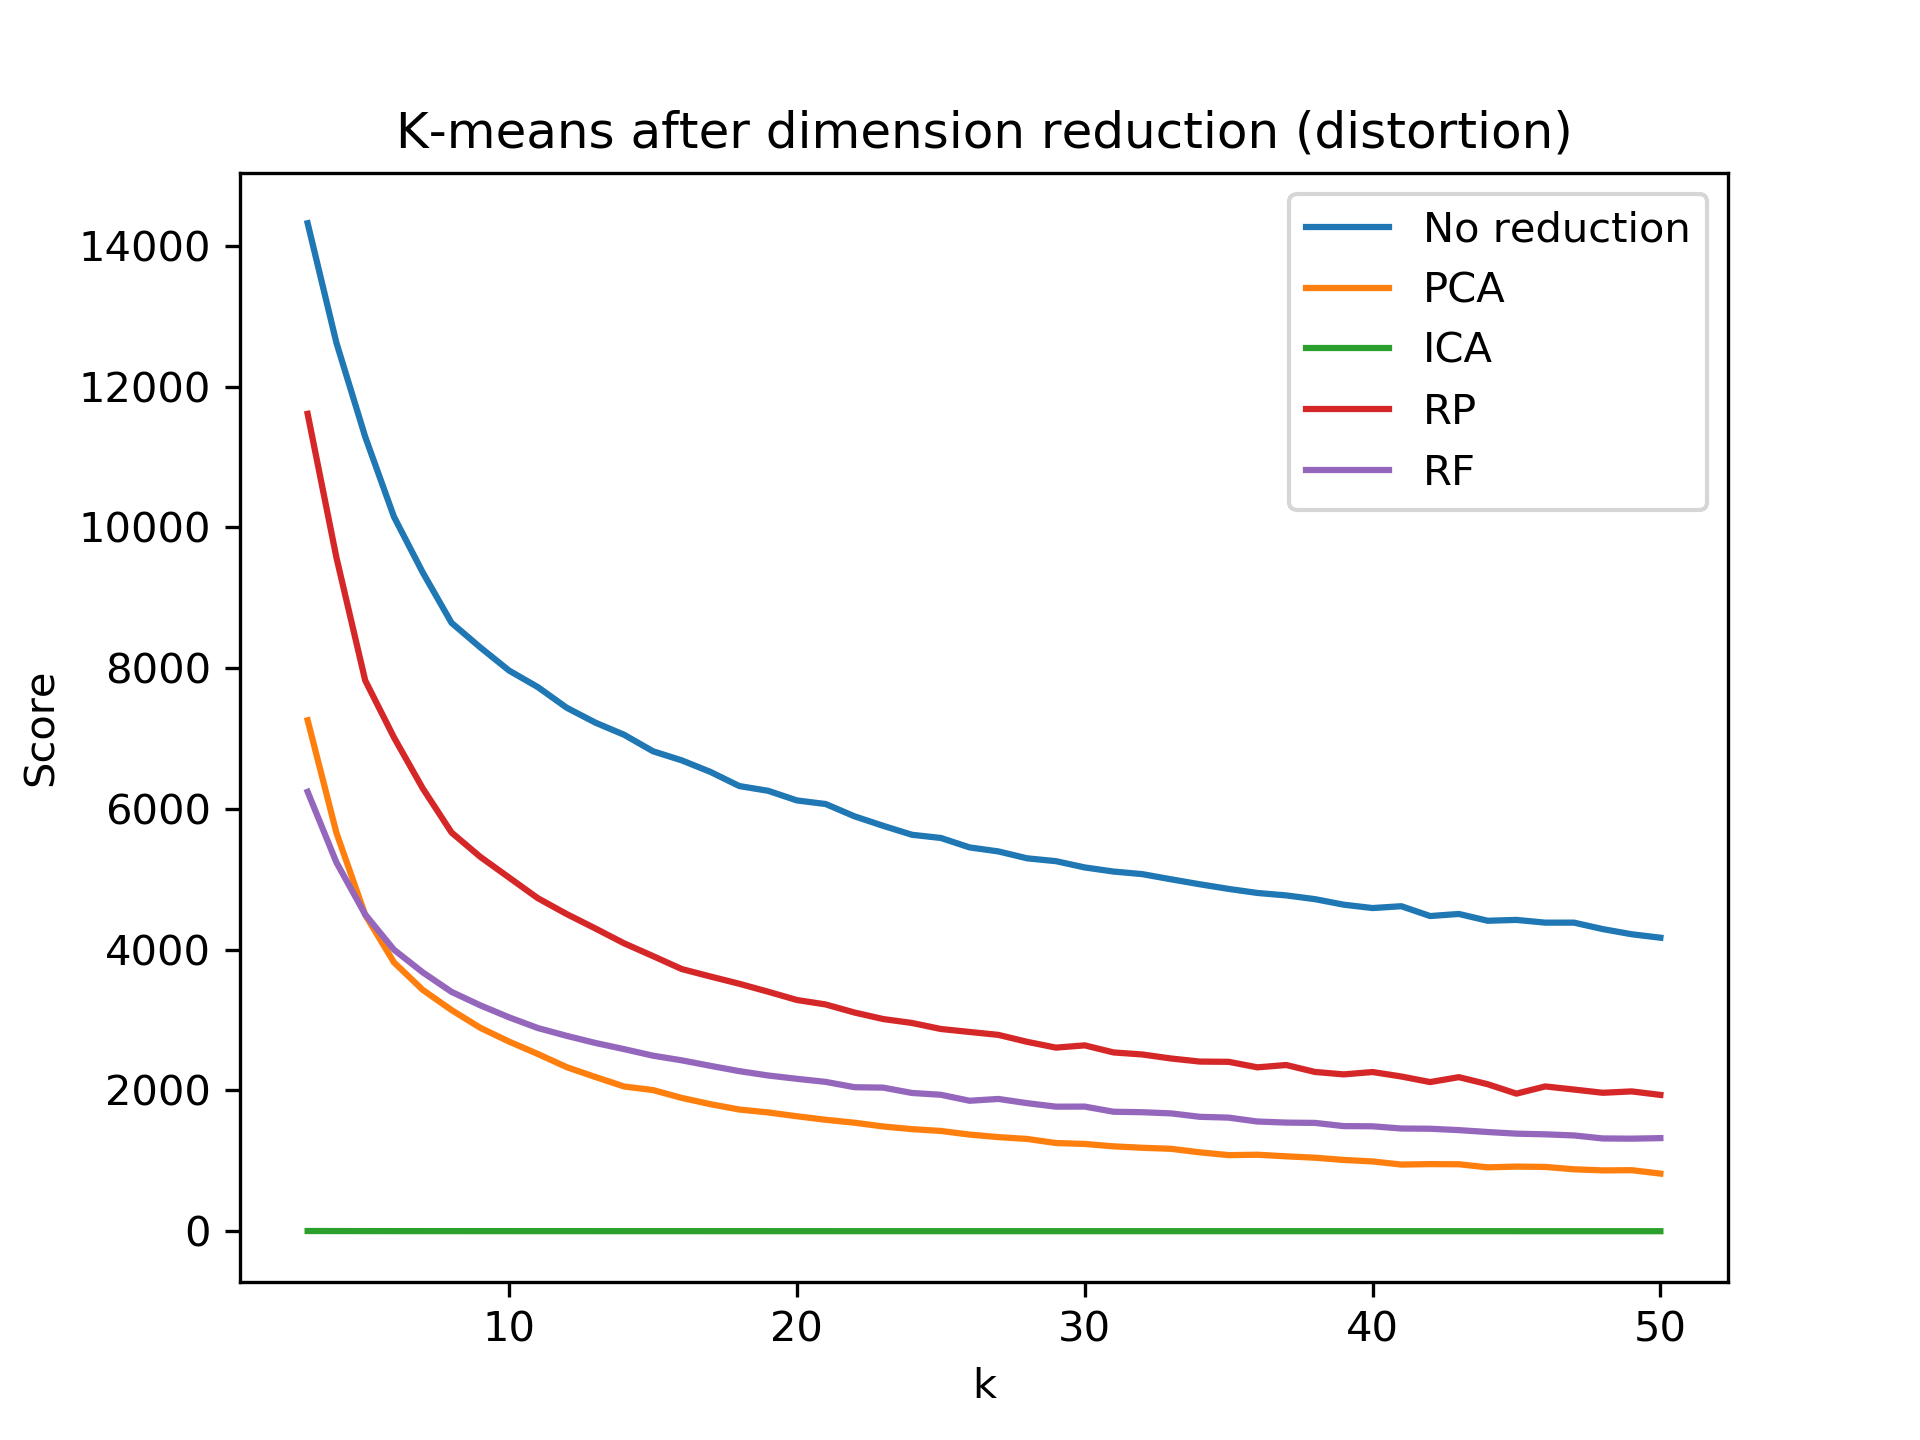 K-means after dimension reduction (distortion)
No reduction
PCA
ICA
RP
RF
Score
14000
12000
10000
8000
6000
4000
2000
0
10 20 30 40 50
k